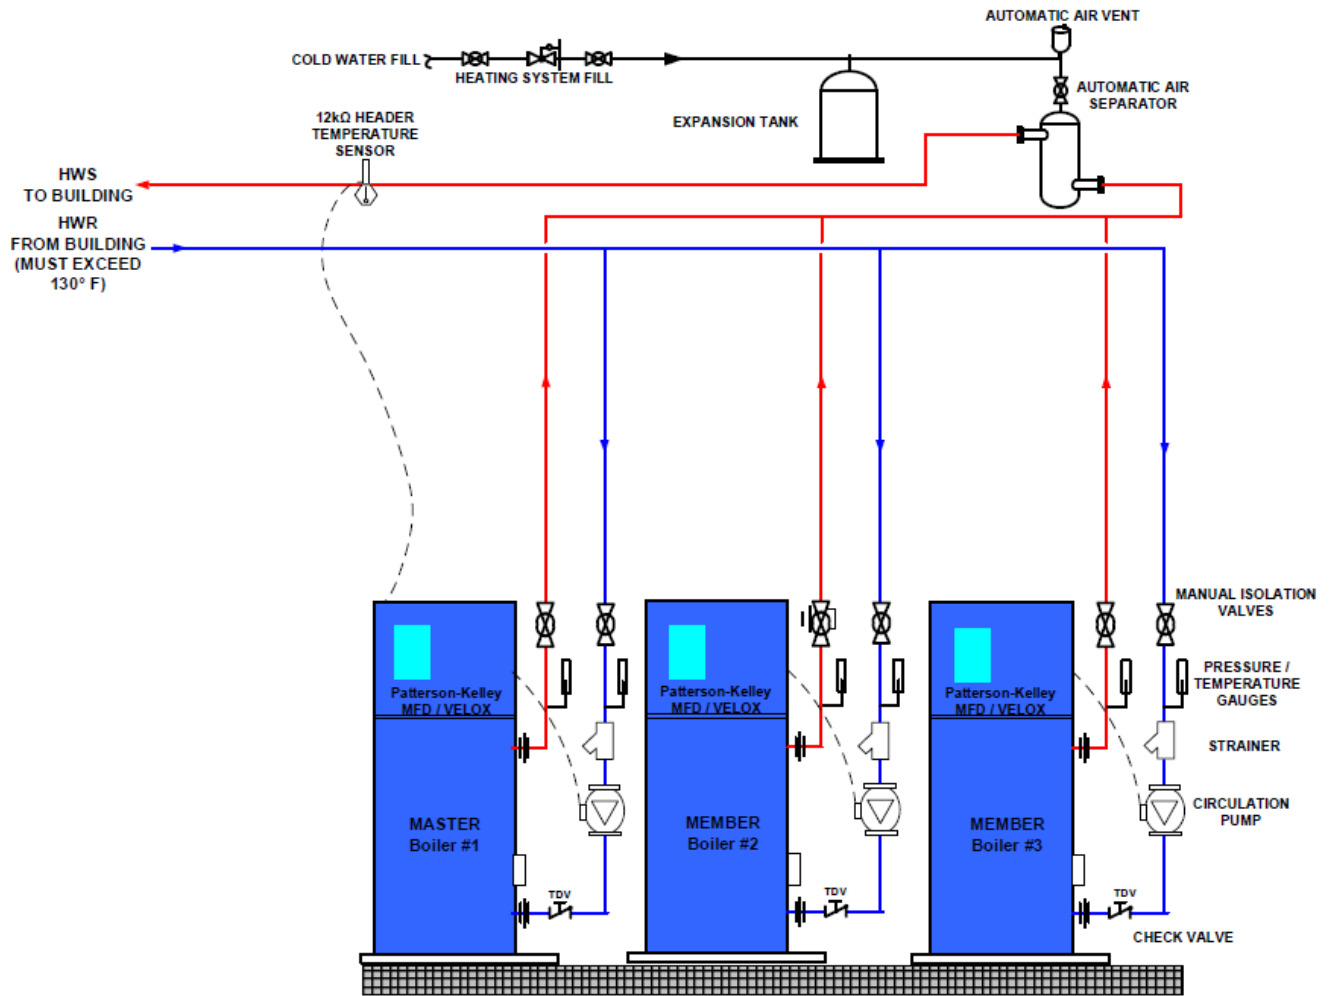 AUTOMATIC AIR VENT
COLD WATER FILL
HEATING SYSTEM FILL
AUTOMATIC AIR
SEPARATOR
12kΩ HEADER
TEMPERATURE
SENSOR
EXPANSION TANK
HWS
TO BUILDING
HWR
FROM BUILDING
(MUST EXCEED
130° F)
MANUAL ISOLATION
VALVES
PRESSURE /
TEMPERATURE
GAUGES
STRAINER
CIRCULATION
PUMP
Patterson-Kelley
MFD / VELOX
MASTER
Boiler #1
TDV
Patterson-Kelley
MFD / VELOX
MEMBER
Boiler #2
TDV
Patterson-Kelley
MFD / VELOX
MEMBER
Boiler #3
TDV
CHECK VALVE